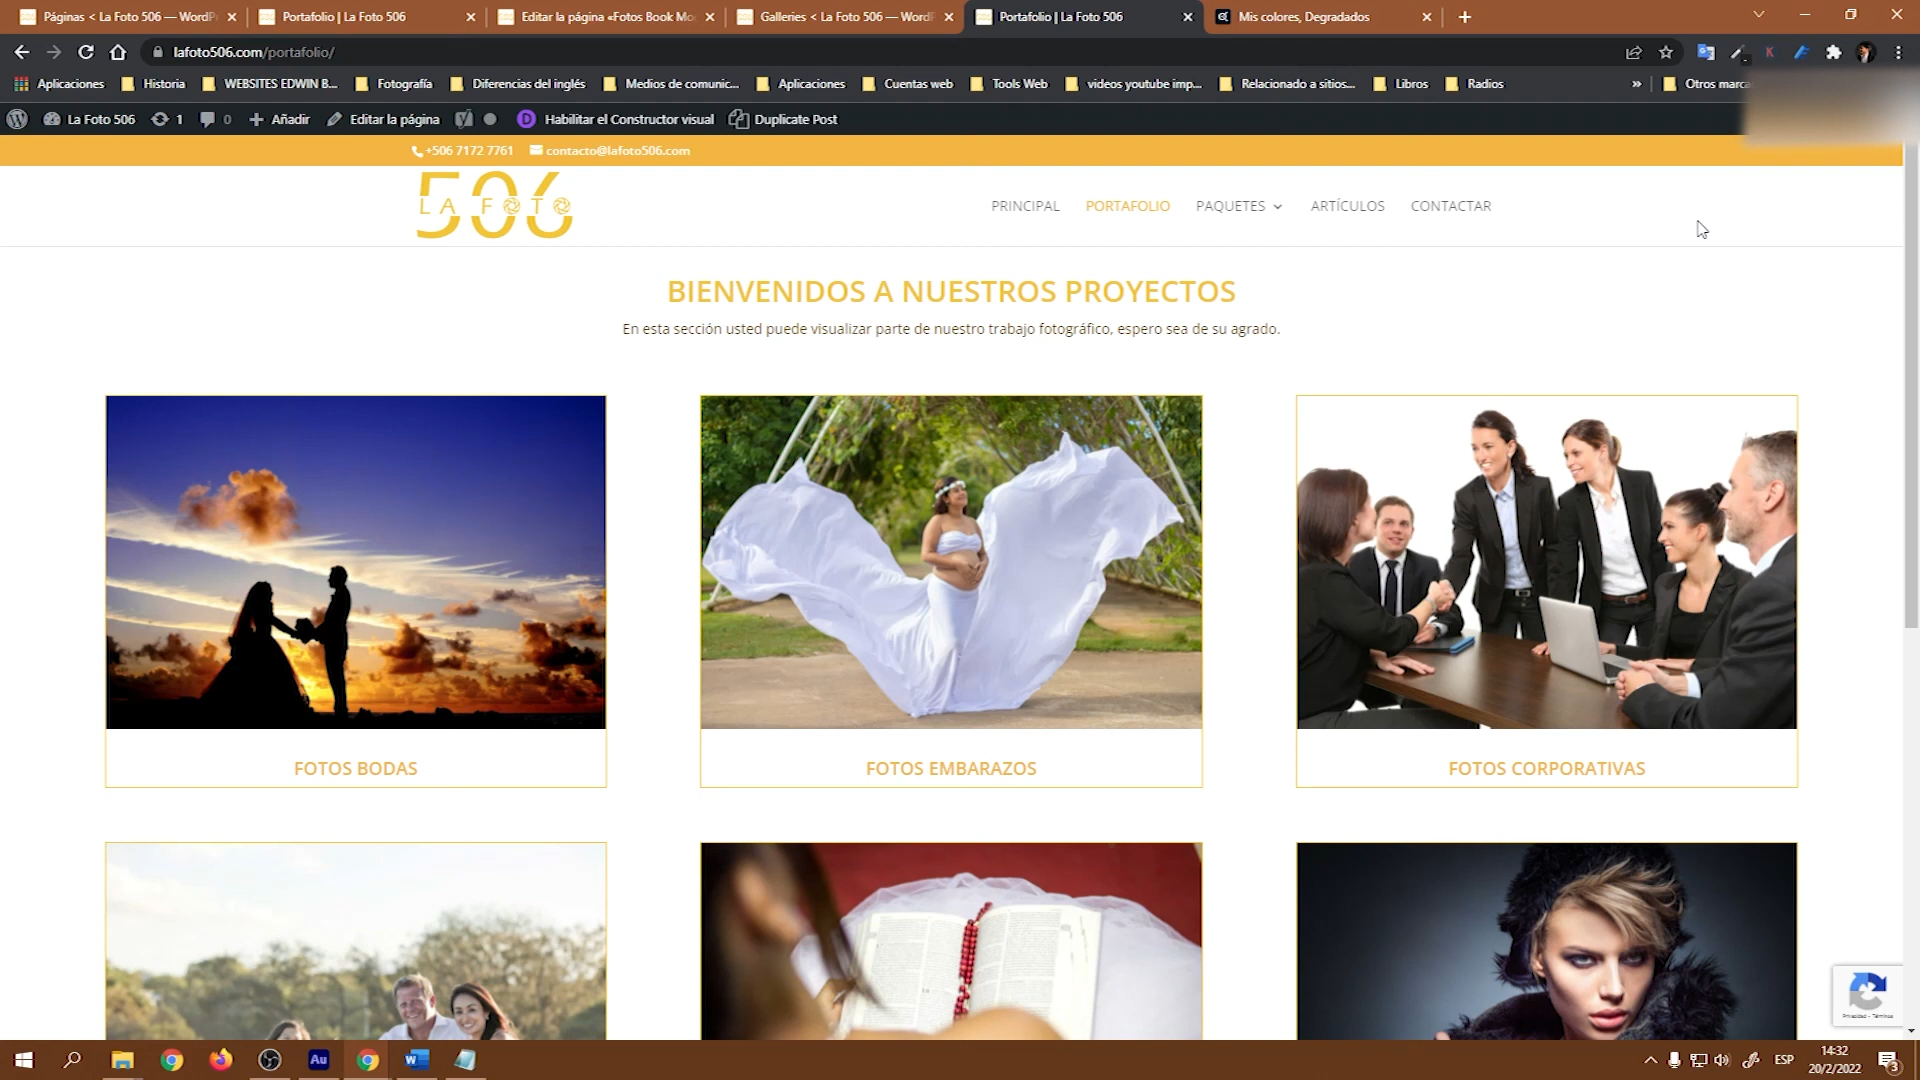 Páginas < La Foto 506 — WordP
Portafolio | La Foto 506
Editar la página «Fotos Book Mo
Galleries < La Foto 506 — WordP
Portafolio | La Foto 506
Mis colores, Degradados
lafoto506.com/portafolio/
Aplicaciones
Historia
WEBSITES EDWIN B...
Fotografía
Diferencias del inglés
Medios de comunic...
Aplicaciones
Cuentas web
Tools Web
videos youtube imp...
Relacionado a sitios...
Libros
Radios
»
Otros marca
La Foto 506
1
0
Añadir
Editar la página
Habilitar el Constructor visual
Duplicate Post
+506 7172 7761
contacto@lafoto506.com
506
LA FOTO
PRINCIPAL
PORTAFOLIO
PAQUETES
ARTÍCULOS
CONTACTAR
BIENVENIDOS A NUESTROS PROYECTOS
En esta sección usted puede visualizar parte de nuestro trabajo fotográfico, espero sea de su agrado.
FOTOS BODAS
FOTOS EMBARAZOS
FOTOS CORPORATIVAS
Privacidad - Términos
Au
ESP
14:32
20/2/2022
3